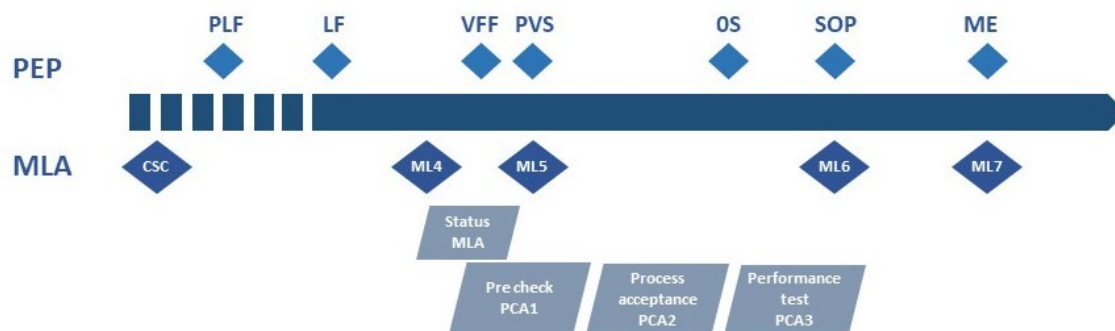 PLF LF VFF PVS 0S SOP ME
PEP
MLA
CSC ML4 ML5 ML6 ML7
Status
MLA
Pre check
PCA1
Process
acceptance
PCA2
Performance
test
PCA3